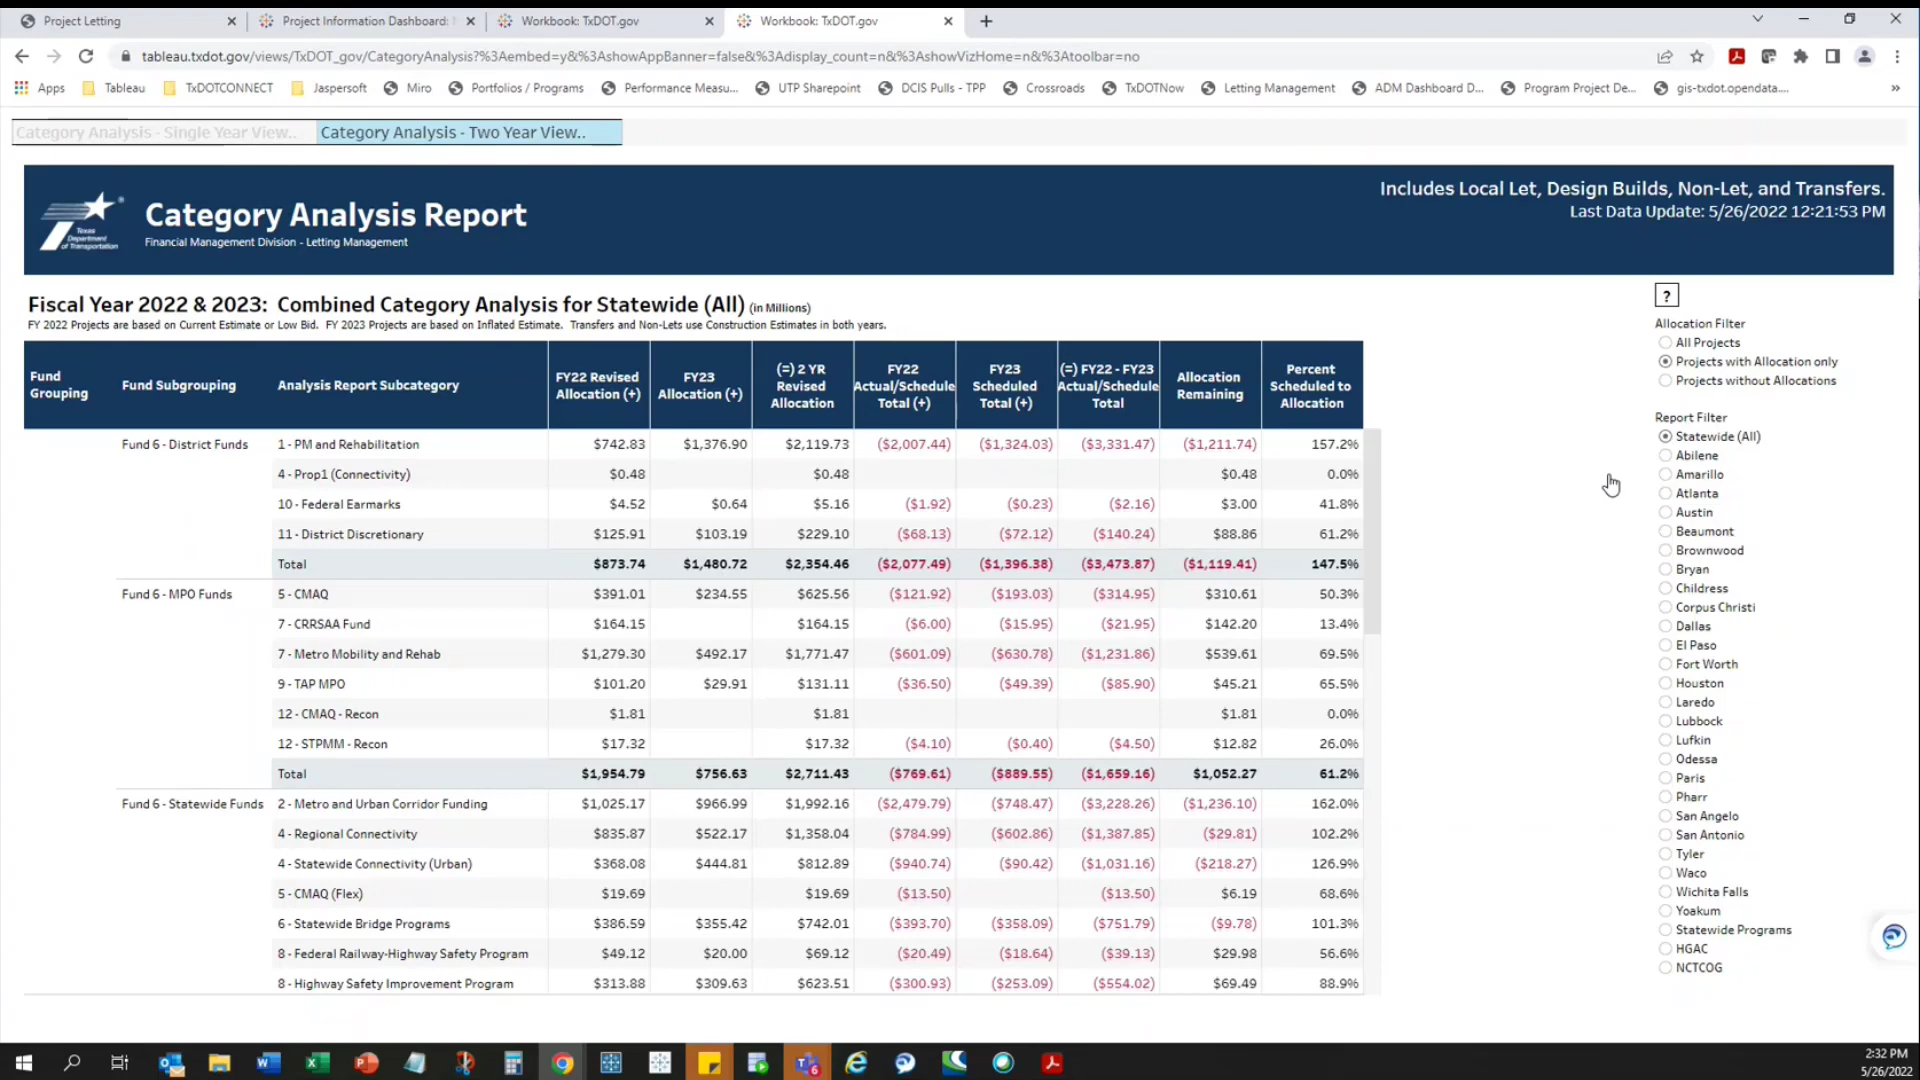 Project Letting
Project Information Dashboard:
Workbook: TxDOT.gov
Workbook: TxDOT.gov
tableau.txdot.gov/views/TxDOT_gov/CategoryAnalysis?%3Aembed=y&%3AshowAppBanner=false&%3Adisplay_count=n&%3AshowVizHome=n&%3Atoolbar=no
Apps Tableau TxDOTCONNECT Jaspersoft Miro Portfolios / Programs Performance Measu... UTP Sharepoint DCIS Pulls - TPP Crossroads TxDOTNow Letting Management ADM Dashboard D... Program Project De... gis-txdot.opendata.... »
Category Analysis - Single Year View.. Category Analysis - Two Year View..
Texas Department of Transportation
Category Analysis Report
Financial Management Division - Letting Management
Includes Local Let, Design Builds, Non-Let, and Transfers.
Last Data Update: 5/26/2022 12:21:53 PM
Fiscal Year 2022 & 2023: Combined Category Analysis for Statewide (All) (in Millions)
FY 2022 Projects are based on Current Estimate or Low Bid. FY 2023 Projects are based on Inflated Estimate. Transfers and Non-Lets use Construction Estimates in both years.
Fund Grouping Fund Subgrouping Analysis Report Subcategory FY22 Revised Allocation (+) FY23 Allocation (+) (=) 2 YR Revised Allocation FY22 Actual/Schedule Total (+) FY23 Scheduled Total (+) (=) FY22 - FY23 Actual/Schedule Total Allocation Remaining Percent Scheduled to Allocation
Fund 6 - District Funds 1 - PM and Rehabilitation $742.83 $1,376.90 $2,119.73 ($2,007.44) ($1,324.03) ($3,331.47) ($1,211.74) 157.2%
4 - Prop1 (Connectivity) $0.48 $0.48 $0.48 0.0%
10 - Federal Earmarks $4.52 $0.64 $5.16 ($1.92) ($0.23) ($2.16) $3.00 41.8%
11 - District Discretionary $125.91 $103.19 $229.10 ($68.13) ($72.12) ($140.24) $88.86 61.2%
Total $873.74 $1,480.72 $2,354.46 ($2,077.49) ($1,396.38) ($3,473.87) ($1,119.41) 147.5%
Fund 6 - MPO Funds 5 - CMAQ $391.01 $234.55 $625.56 ($121.92) ($193.03) ($314.95) $310.61 50.3%
7 - CRRSAA Fund $164.15 $164.15 ($6.00) ($15.95) ($21.95) $142.20 13.4%
7 - Metro Mobility and Rehab $1,279.30 $492.17 $1,771.47 ($601.09) ($630.78) ($1,231.86) $539.61 69.5%
9 - TAP MPO $101.20 $29.91 $131.11 ($36.50) ($49.39) ($85.90) $45.21 65.5%
12 - CMAQ - Recon $1.81 $1.81 $1.81 0.0%
12 - STPMM - Recon $17.32 $17.32 ($4.10) ($0.40) ($4.50) $12.82 26.0%
Total $1,954.79 $756.63 $2,711.43 ($769.61) ($889.55) ($1,659.16) $1,052.27 61.2%
Fund 6 - Statewide Funds 2 - Metro and Urban Corridor Funding $1,025.17 $966.99 $1,992.16 ($2,479.79) ($748.47) ($3,228.26) ($1,236.10) 162.0%
4 - Regional Connectivity $835.87 $522.17 $1,358.04 ($784.99) ($602.86) ($1,387.85) ($29.81) 102.2%
4 - Statewide Connectivity (Urban) $368.08 $444.81 $812.89 ($940.74) ($90.42) ($1,031.16) ($218.27) 126.9%
5 - CMAQ (Flex) $19.69 $19.69 ($13.50) ($13.50) $6.19 68.6%
6 - Statewide Bridge Programs $386.59 $355.42 $742.01 ($393.70) ($358.09) ($751.79) ($9.78) 101.3%
8 - Federal Railway-Highway Safety Program $49.12 $20.00 $69.12 ($20.49) ($18.64) ($39.13) $29.98 56.6%
8 - Highway Safety Improvement Program $313.88 $309.63 $623.51 ($300.93) ($253.09) ($554.02) $69.49 88.9%
?
Allocation Filter
All Projects
Projects with Allocation only
Projects without Allocations
Report Filter
Statewide (All)
Abilene
Amarillo
Atlanta
Austin
Beaumont
Brownwood
Bryan
Childress
Corpus Christi
Dallas
El Paso
Fort Worth
Houston
Laredo
Lubbock
Lufkin
Odessa
Paris
Pharr
San Angelo
San Antonio
Tyler
Waco
Wichita Falls
Yoakum
Statewide Programs
HGAC
NCTCOG
2:32 PM
5/26/2022